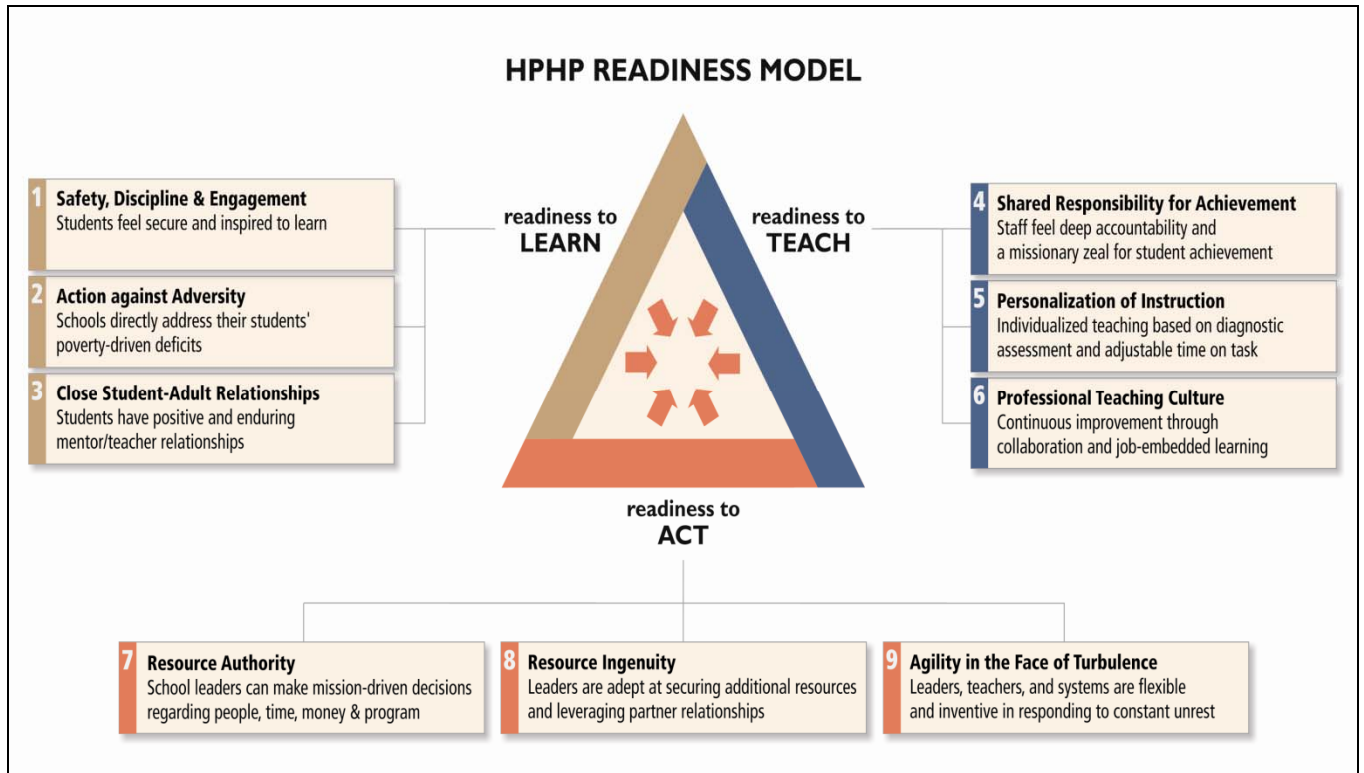 HPHP READINESS MODEL
readiness to
LEARN
1
Safety, Discipline & Engagement
Students feel secure and inspired to learn
2
Action against Adversity
Schools directly address their students'
poverty-driven deficits
3
Close Student-Adult Relationships
Students have positive and enduring
mentor/teacher relationships
readiness to
TEACH
4
Shared Responsibility for Achievement
Staff feel deep accountability and
a missionary zeal for student achievement
5
Personalization of Instruction
Individualized teaching based on diagnostic
assessment and adjustable time on task
6
Professional Teaching Culture
Continuous improvement through
collaboration and job-embedded learning
readiness to
ACT
7
Resource Authority
School leaders can make mission-driven decisions
regarding people, time, money & program
8
Resource Ingenuity
Leaders are adept at securing additional resources
and leveraging partner relationships
9
Agility in the Face of Turbulence
Leaders, teachers, and systems are flexible
and inventive in responding to constant unrest